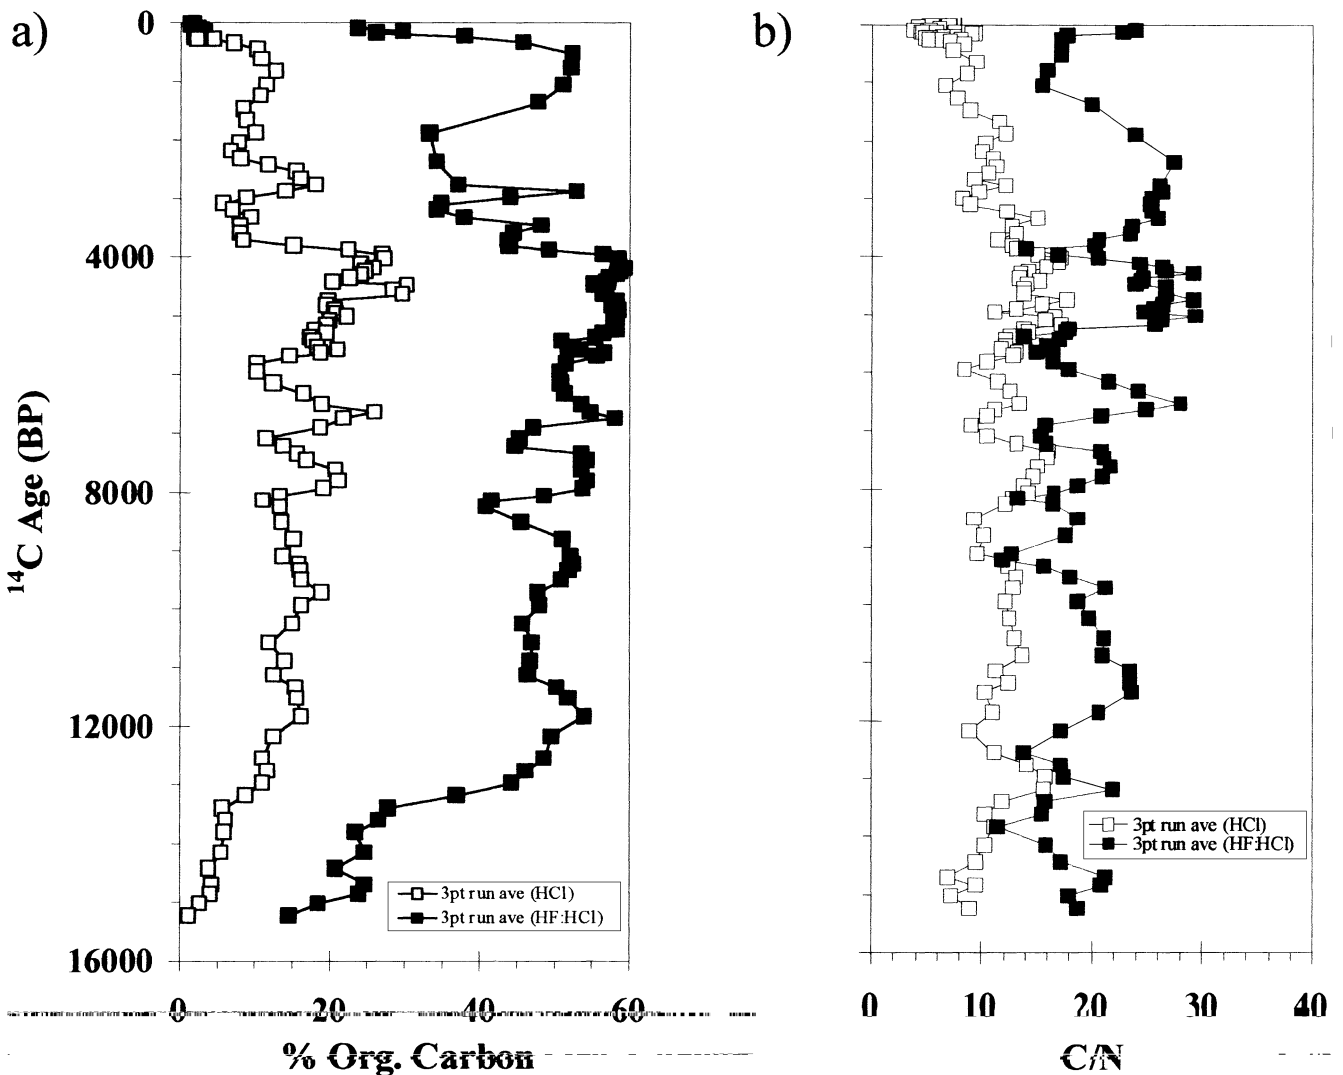 a)
0
4000
8000
12000
16000
14C Age (BP)
0 20 40 60
% Org. Carbon
3pt run ave (HCl)
3pt run ave (HF:HCl)
b)
0 10 20 30 40
C/N
3pt run ave (HCl)
3pt run ave (HF:HCl)